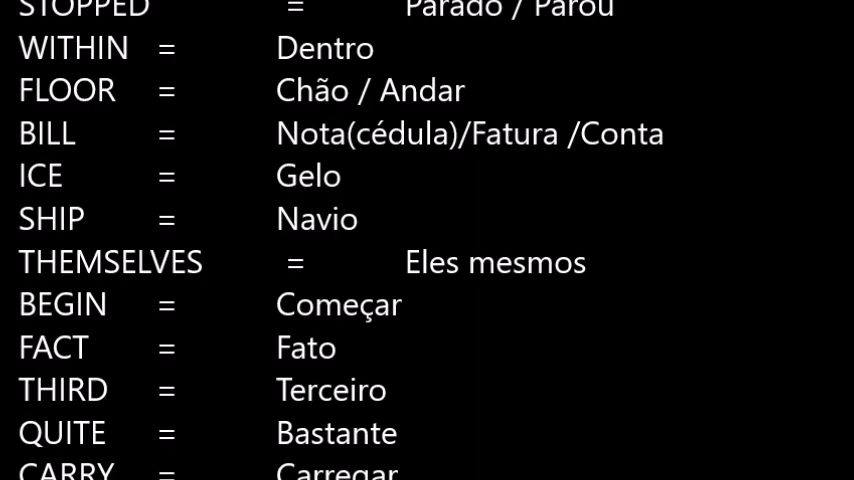 STOPPED = Parado / Parou
WITHIN = Dentro
FLOOR = Chão / Andar
BILL = Nota(cédula)/Fatura /Conta
ICE = Gelo
SHIP = Navio
THEMSELVES = Eles mesmos
BEGIN = Começar
FACT = Fato
THIRD = Terceiro
QUITE = Bastante
CARRY = Carregar